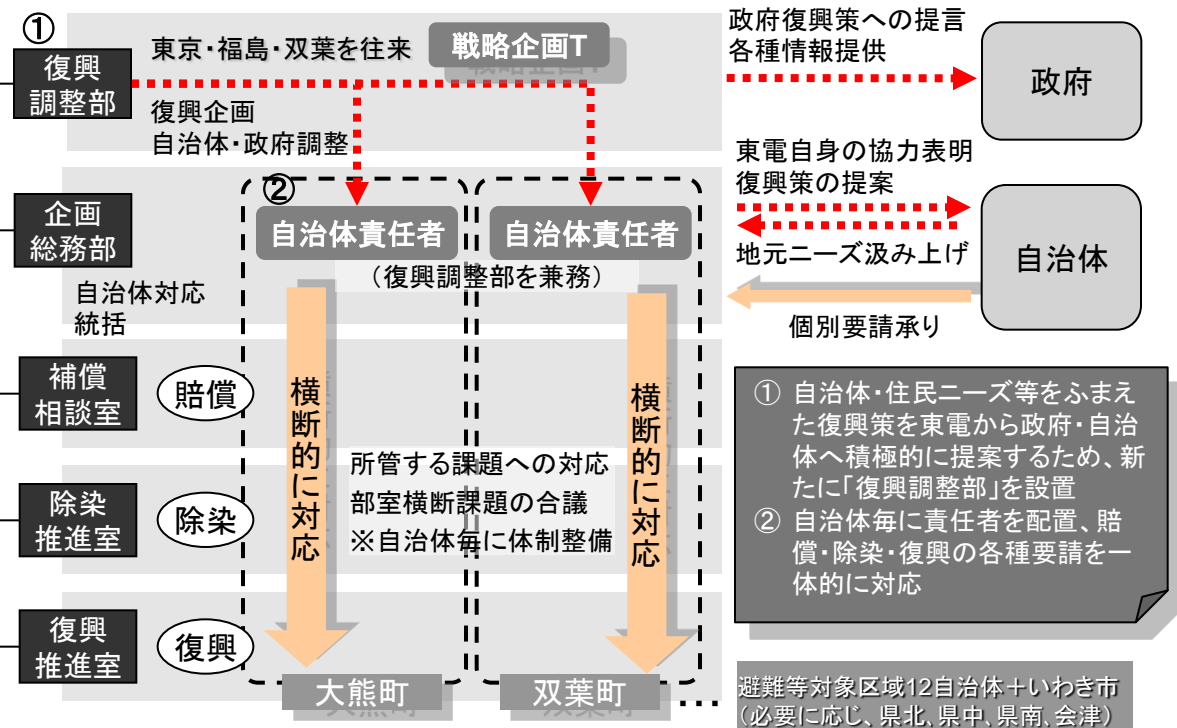 ①
復興
調整部
東京・福島・双葉を往来
戦略企画T
復興企画
自治体・政府調整
政府復興策への提言
各種情報提供
政府
企画
総務部
自治体対応
統括
②
自治体責任者
自治体責任者
（復興調整部を兼務）
東電自身の協力表明
復興策の提案
地元ニーズ汲み上げ
個別要請承り
自治体
補償
相談室
賠償
除染
推進室
除染
復興
推進室
復興
横断的に対応
横断的に対応
所管する課題への対応
部室横断課題の合議
※自治体毎に体制整備
大熊町
双葉町
…
① 自治体・住民ニーズ等をふまえ
た復興策を東電から政府・自治
体へ積極的に提案するため、新
たに「復興調整部」を設置
② 自治体毎に責任者を配置、賠
償・除染・復興の各種要請を一
体的に対応
避難等対象区域12自治体＋いわき市
（必要に応じ、県北、県中、県南、会津）